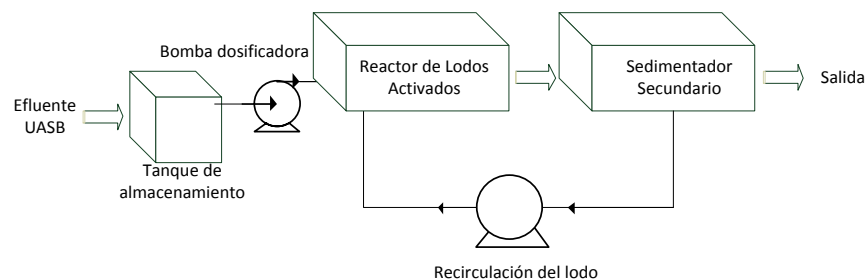 Bomba dosificadora
Reactor de Lodos
Activados
Sedimentador
Secundario
Salida
Efluente
UASB
Tanque de
almacenamiento
Recirculación del lodo